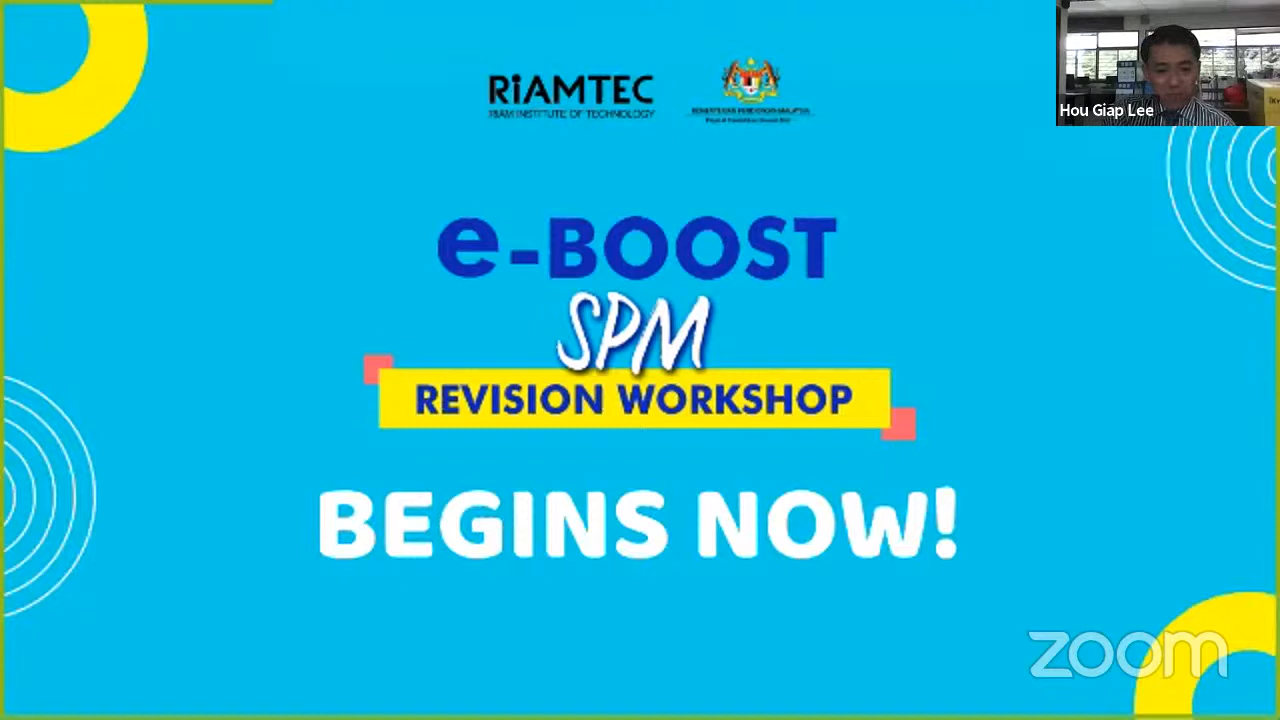 RiAMTEC
RIAM INSTITUTE OF TECHNOLOGY
Hou Giap Lee
e-BOOST
SPM
REVISION WORKSHOP
BEGINS NOW!
zoom